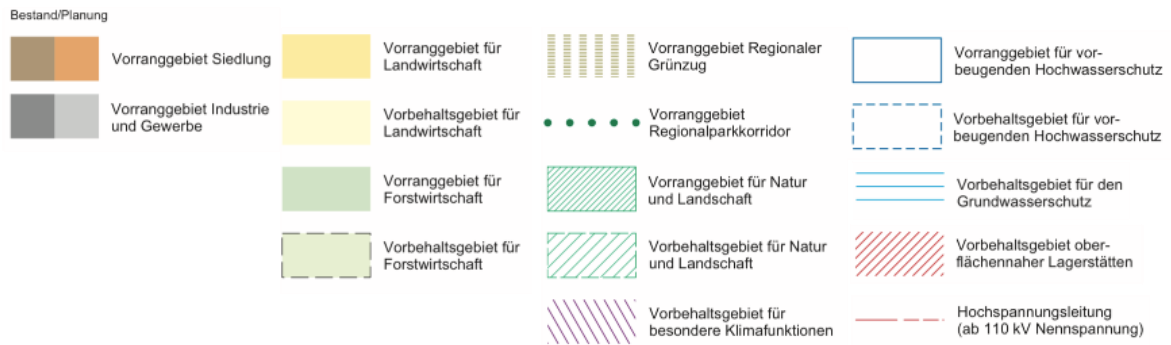 Bestand/Planung
Vorranggebiet Siedlung
Vorranggebiet Industrie
und Gewerbe
Vorranggebiet für
Landwirtschaft
Vorbehaltsgebiet für
Landwirtschaft
Vorranggebiet für
Forstwirtschaft
Vorbehaltsgebiet für
Forstwirtschaft
Vorranggebiet Regionaler
Grünzug
Vorranggebiet
Regionalparkkorridor
Vorranggebiet für Natur
und Landschaft
Vorbehaltsgebiet für Natur
und Landschaft
Vorbehaltsgebiet für
besondere Klimafunktionen
Vorranggebiet für vor-
beugenden Hochwasserschutz
Vorbehaltsgebiet für vor-
beugenden Hochwasserschutz
Vorbehaltsgebiet für den
Grundwasserschutz
Vorbehaltsgebiet ober-
flächennaher Lagerstätten
Hochspannungsleitung
(ab 110 kV Nennspannung)